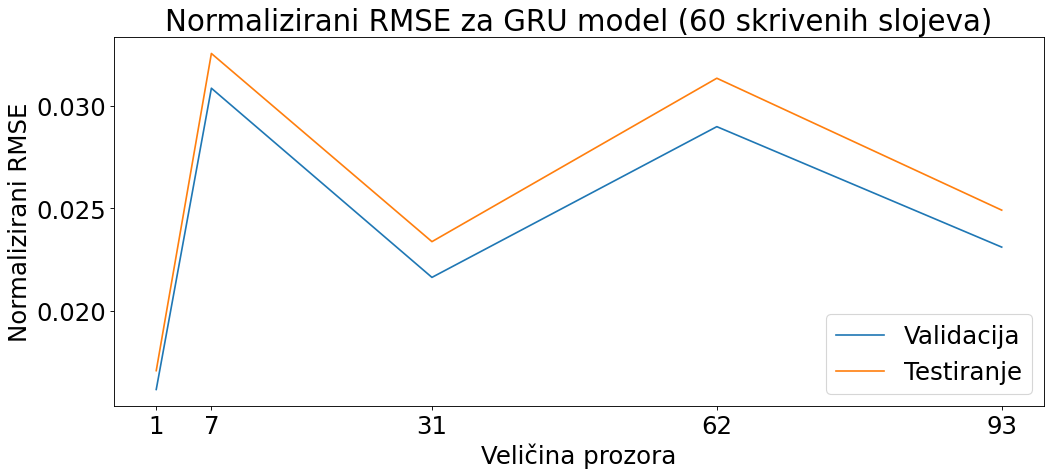 Normalizirani RMSE za GRU model (60 skrivenih slojeva)
Normalizirani RMSE
0.030
0.025
0.020
Validacija
Testiranje
1 7 31 62 93
Veličina prozora